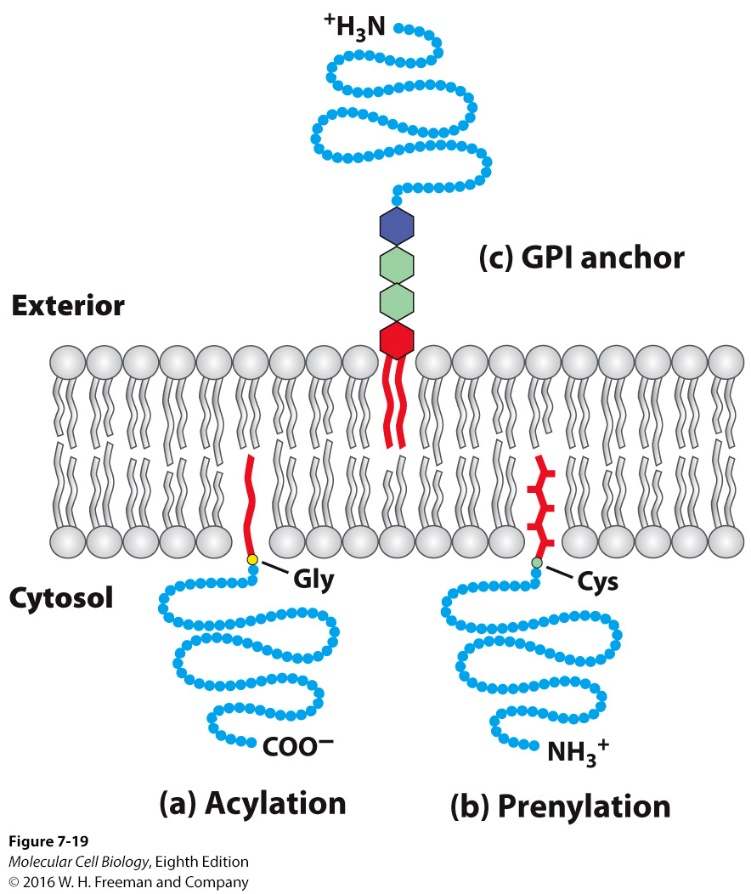 ⁺H₃N
(c) GPI anchor
Exterior
Gly
Cys
Cytosol
COO⁻
NH₃⁺
(a) Acylation
(b) Prenylation
Figure 7-19
Molecular Cell Biology, Eighth Edition
© 2016 W. H. Freeman and Company